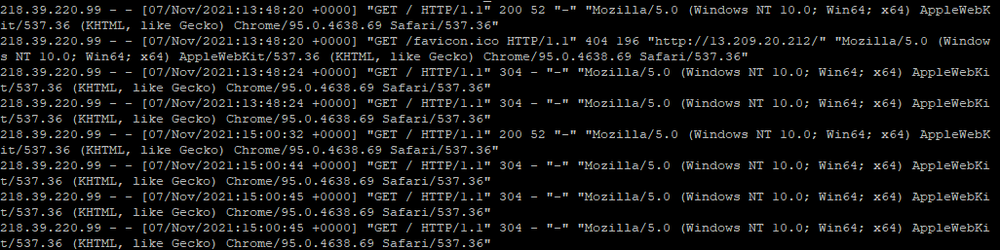 218.39.220.99 - - [07/Nov/2021:13:48:20 +0000] "GET / HTTP/1.1" 200 52 "-" "Mozilla/5.0 (Windows NT 10.0; Win64; x64) AppleWebK
it/537.36 (KHTML, like Gecko) Chrome/95.0.4638.69 Safari/537.36"
218.39.220.99 - - [07/Nov/2021:13:48:20 +0000] "GET /favicon.ico HTTP/1.1" 404 196 "http://13.209.20.212/" "Mozilla/5.0 (Window
s NT 10.0; Win64; x64) AppleWebKit/537.36 (KHTML, like Gecko) Chrome/95.0.4638.69 Safari/537.36"
218.39.220.99 - - [07/Nov/2021:13:48:24 +0000] "GET / HTTP/1.1" 304 - "-" "Mozilla/5.0 (Windows NT 10.0; Win64; x64) AppleWebKi
t/537.36 (KHTML, like Gecko) Chrome/95.0.4638.69 Safari/537.36"
218.39.220.99 - - [07/Nov/2021:13:48:24 +0000] "GET / HTTP/1.1" 304 - "-" "Mozilla/5.0 (Windows NT 10.0; Win64; x64) AppleWebKi
t/537.36 (KHTML, like Gecko) Chrome/95.0.4638.69 Safari/537.36"
218.39.220.99 - - [07/Nov/2021:15:00:32 +0000] "GET / HTTP/1.1" 200 52 "-" "Mozilla/5.0 (Windows NT 10.0; Win64; x64) AppleWebK
it/537.36 (KHTML, like Gecko) Chrome/95.0.4638.69 Safari/537.36"
218.39.220.99 - - [07/Nov/2021:15:00:44 +0000] "GET / HTTP/1.1" 304 - "-" "Mozilla/5.0 (Windows NT 10.0; Win64; x64) AppleWebKi
t/537.36 (KHTML, like Gecko) Chrome/95.0.4638.69 Safari/537.36"
218.39.220.99 - - [07/Nov/2021:15:00:45 +0000] "GET / HTTP/1.1" 304 - "-" "Mozilla/5.0 (Windows NT 10.0; Win64; x64) AppleWebKi
t/537.36 (KHTML, like Gecko) Chrome/95.0.4638.69 Safari/537.36"
218.39.220.99 - - [07/Nov/2021:15:00:45 +0000] "GET / HTTP/1.1" 304 - "-" "Mozilla/5.0 (Windows NT 10.0; Win64; x64) AppleWebKi
t/537.36 (KHTML, like Gecko) Chrome/95.0.4638.69 Safari/537.36"